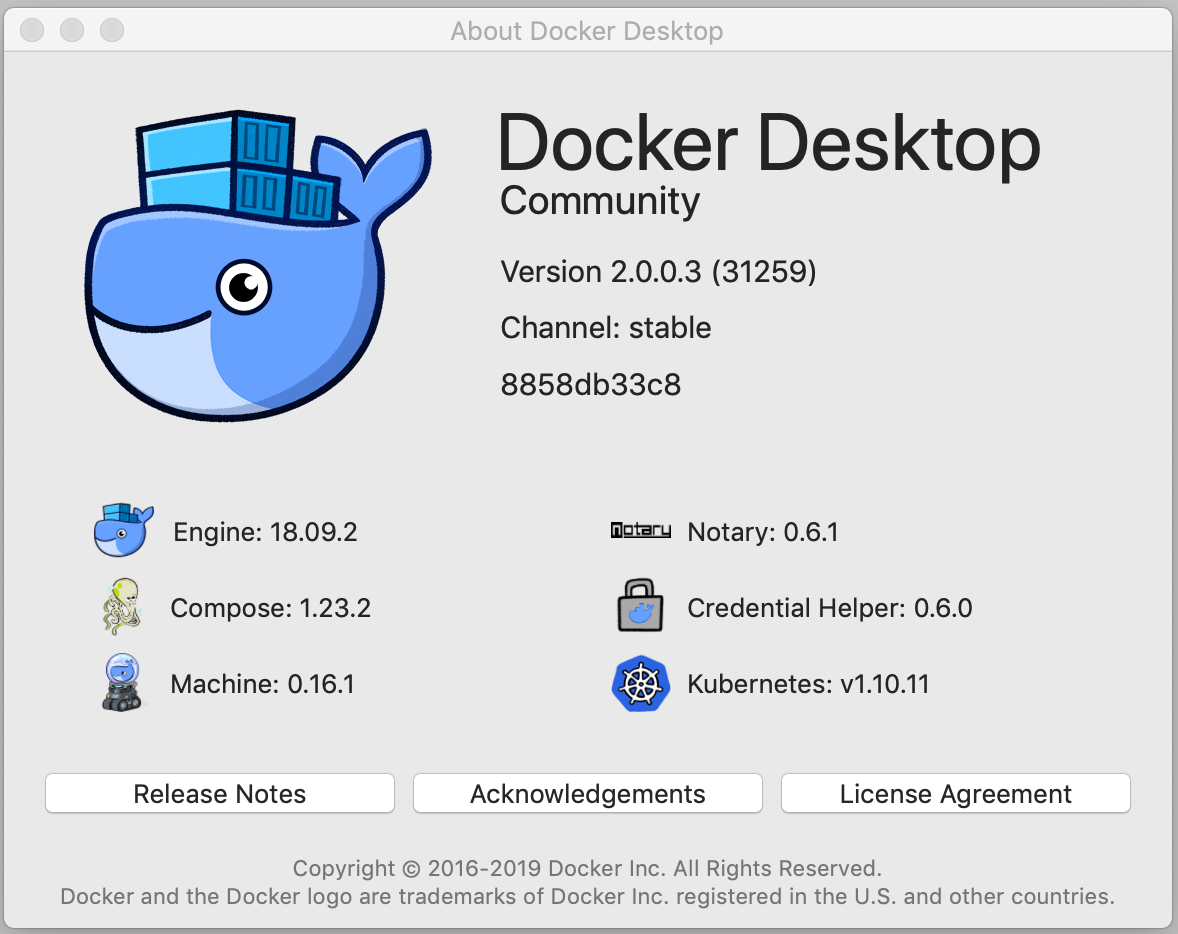 About Docker Desktop
Docker Desktop
Community
Version 2.0.0.3 (31259)
Channel: stable
8858db33c8
Engine: 18.09.2
notary Notary: 0.6.1
Compose: 1.23.2
Credential Helper: 0.6.0
Machine: 0.16.1
Kubernetes: v1.10.11
Release Notes
Acknowledgements
License Agreement
Copyright © 2016-2019 Docker Inc. All Rights Reserved.
Docker and the Docker logo are trademarks of Docker Inc. registered in the U.S. and other countries.